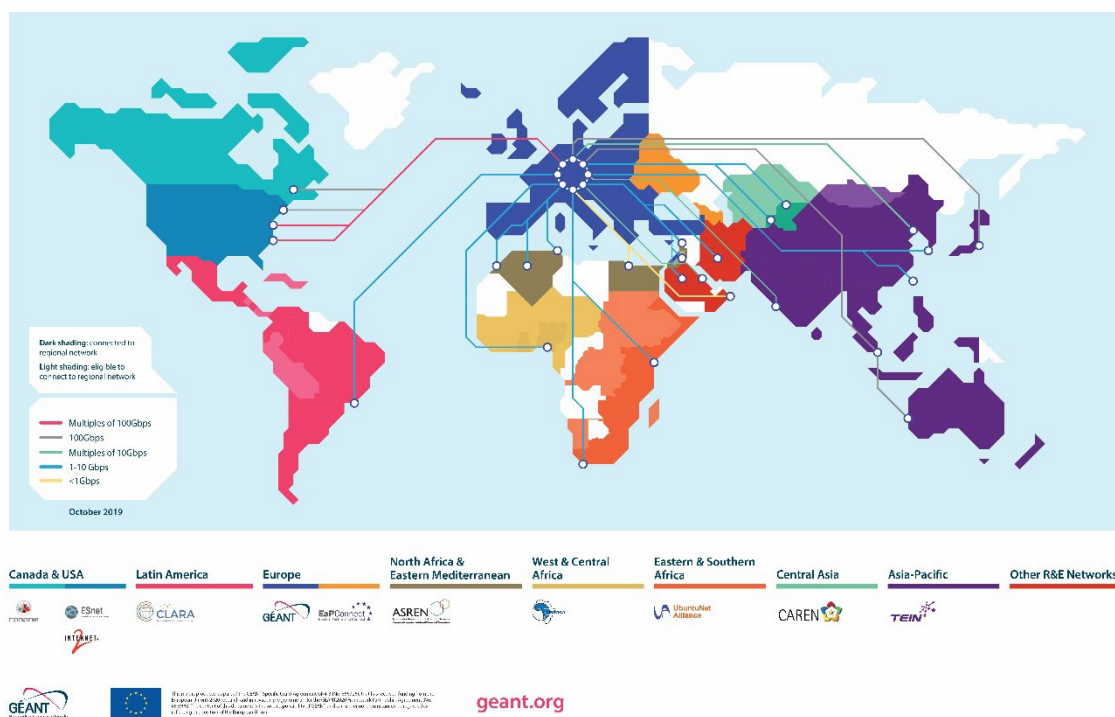 Dark shading: connected to
regional network
Light shading: eligible to
connect to regional network
Multiples of 100Gbps
100Gbps
Multiples of 10Gbps
1-10 Gbps
<1Gbps
October 2019
Canada & USA
Latin America
Europe
North Africa &
Eastern Mediterranean
West & Central
Africa
Eastern & Southern
Africa
Central Asia
Asia-Pacific
Other R&E Networks
canarie
ESnet
INTERNET2
CLARA
GÉANT
EaPConnect
ASREN
UbuntuNet
Alliance
CAREN
TEIN
GÉANT
geant.org